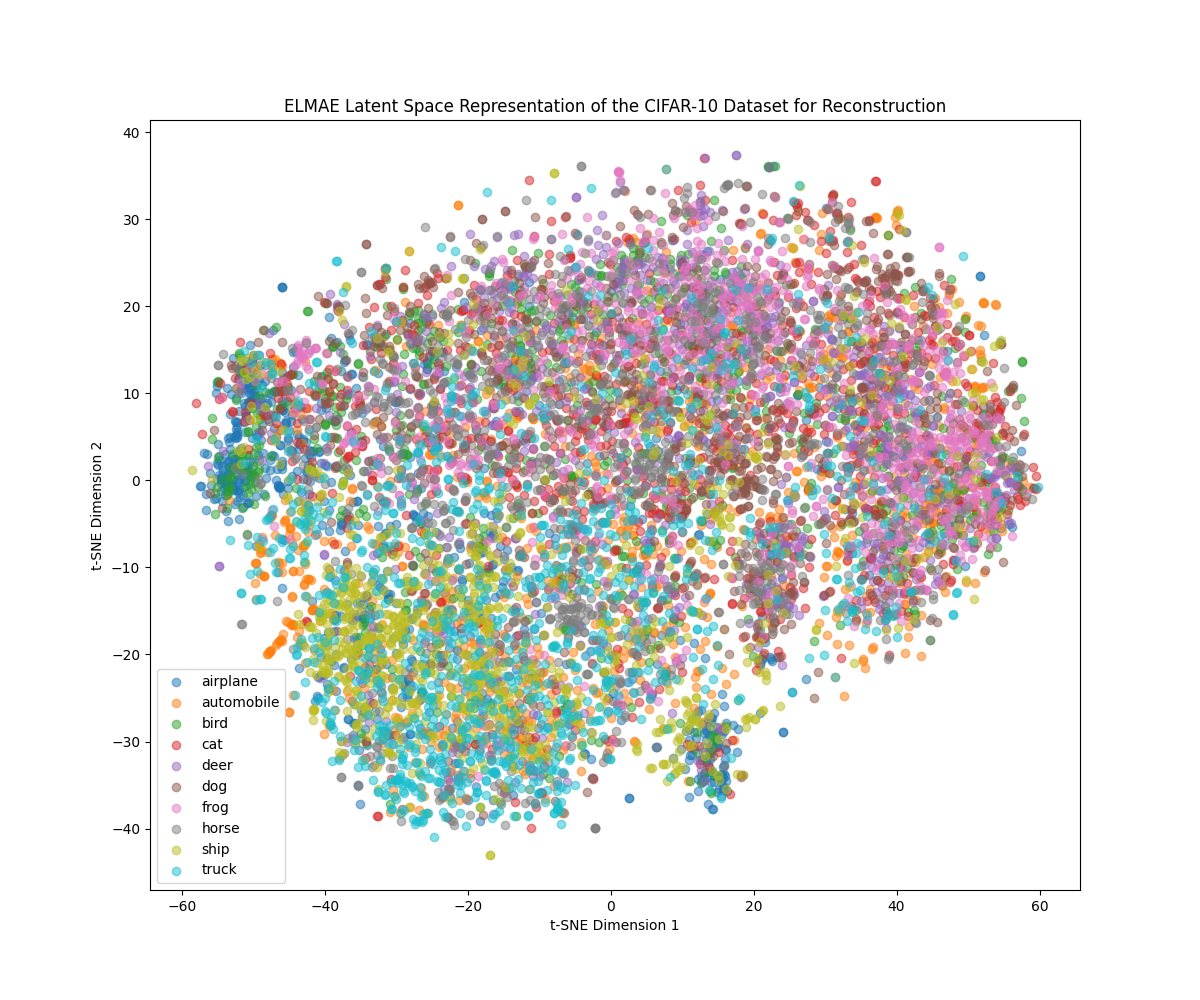 ELMAE Latent Space Representation of the CIFAR-10 Dataset for Reconstruction
40
30
20
10
0
−10
−20
−30
−40
t-SNE Dimension 2
airplane
automobile
bird
cat
deer
dog
frog
horse
ship
truck
−60
−40
−20
0
20
40
60
t-SNE Dimension 1